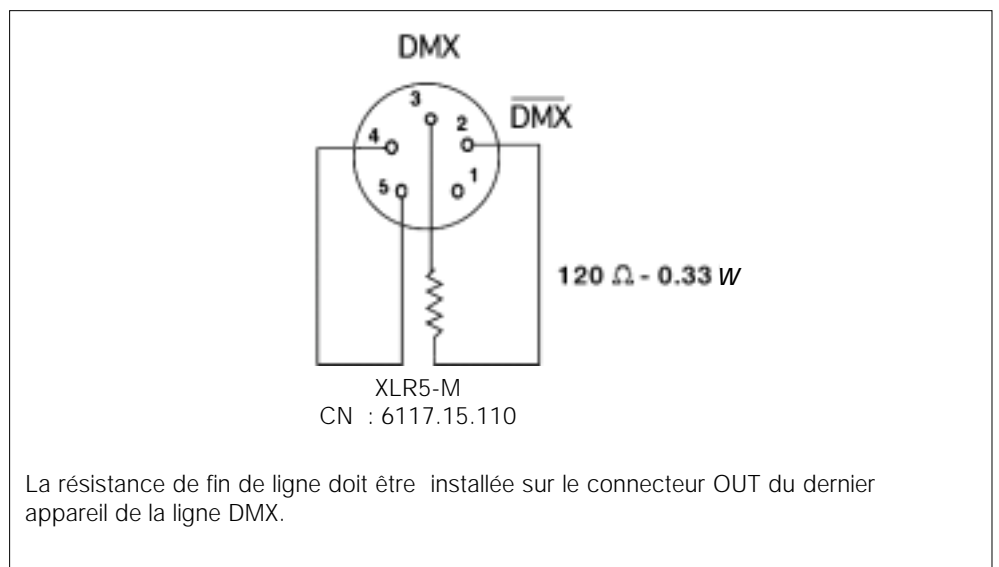 DMX
3
D̅M̅X̅
4
2
5
1
120 Ω - 0.33 W
XLR5-M
CN : 6117.15.110
La résistance de fin de ligne doit être installée sur le connecteur OUT du dernier
appareil de la ligne DMX.